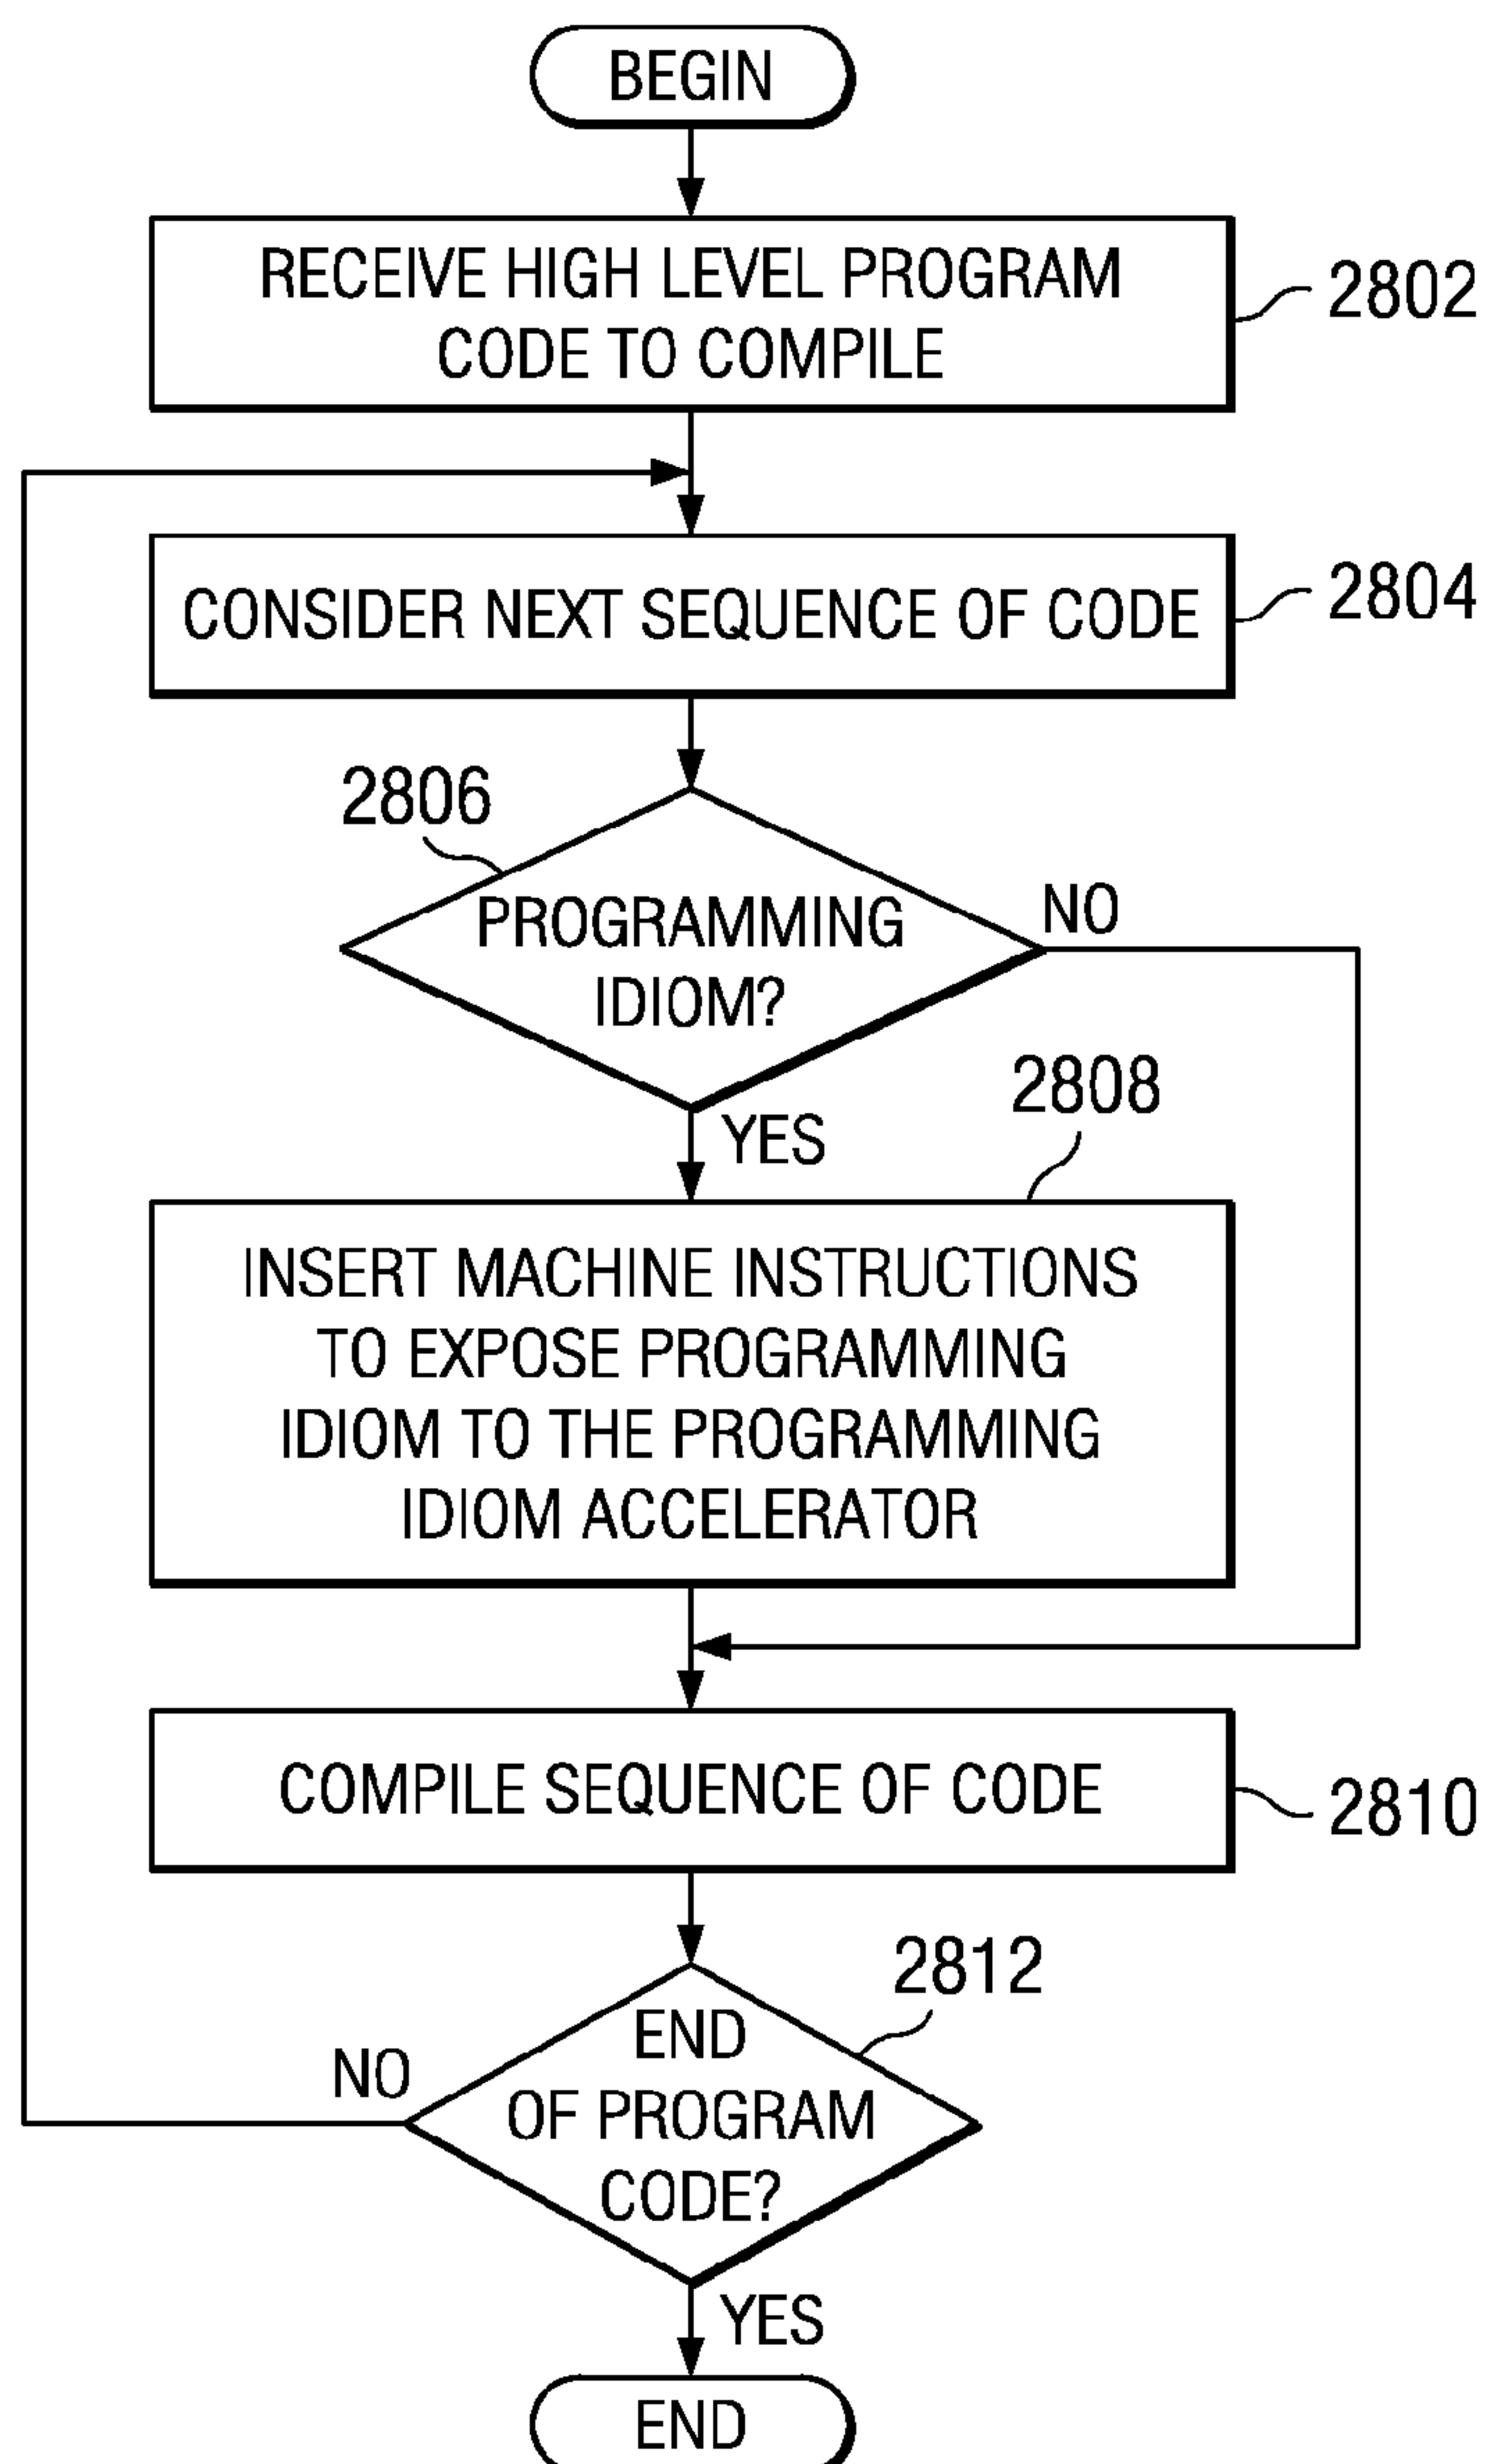 BEGIN
RECEIVE HIGH LEVEL PROGRAM
CODE TO COMPILE
2802
CONSIDER NEXT SEQUENCE OF CODE
2804
2806
PROGRAMMING
IDIOM?
NO
YES
2808
INSERT MACHINE INSTRUCTIONS
TO EXPOSE PROGRAMMING
IDIOM TO THE PROGRAMMING
IDIOM ACCELERATOR
COMPILE SEQUENCE OF CODE
2810
2812
END
OF PROGRAM
CODE?
NO
YES
END